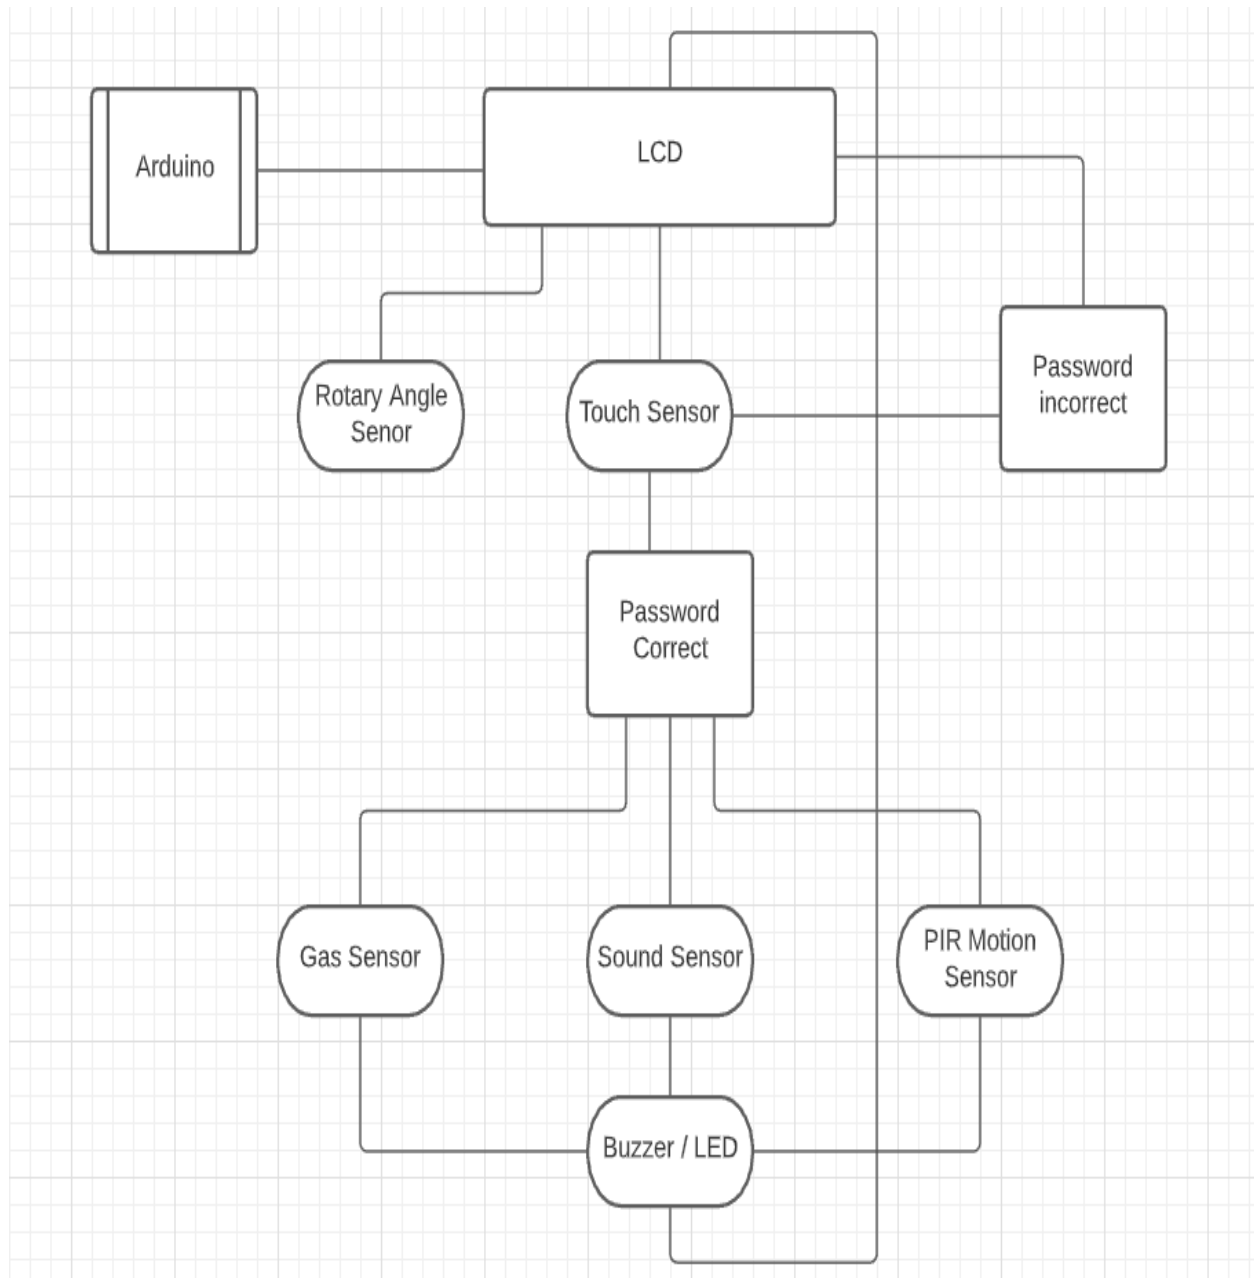 Arduino
LCD
Rotary Angle
Senor
Touch Sensor
Password
incorrect
Password
Correct
Gas Sensor
Sound Sensor
PIR Motion
Sensor
Buzzer / LED